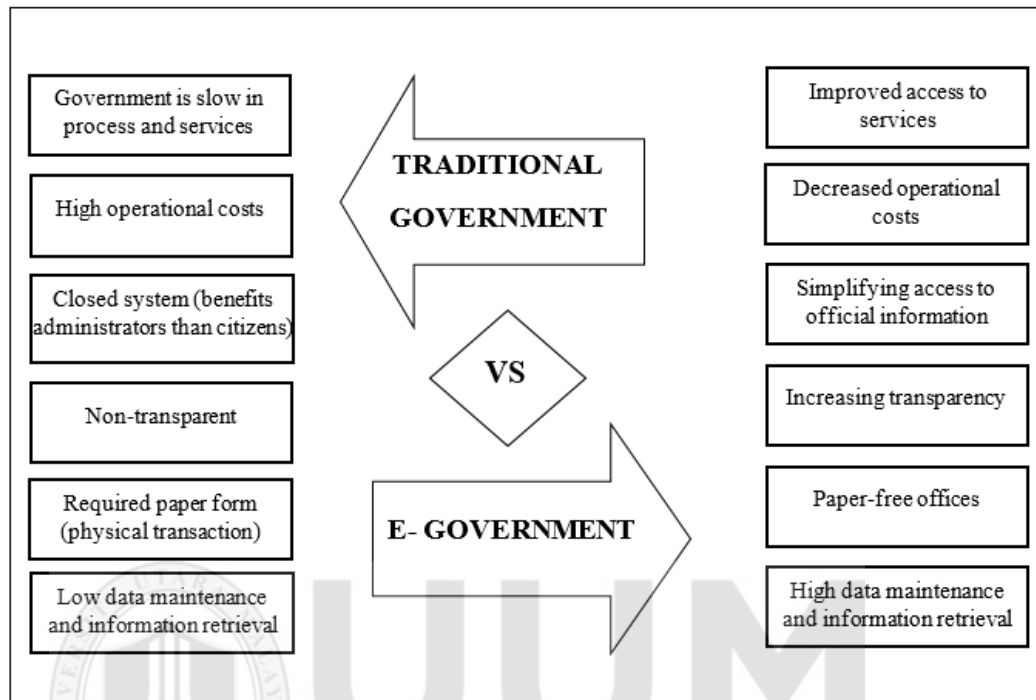 Government is slow in
process and services
High operational costs
Closed system (benefits
administrators than citizens)
Non-transparent
Required paper form
(physical transaction)
Low data maintenance
and information retrieval
TRADITIONAL
GOVERNMENT
VS
E- GOVERNMENT
Improved access to
services
Decreased operational
costs
Simplifying access to
official information
Increasing transparency
Paper-free offices
High data maintenance
and information retrieval
UUM